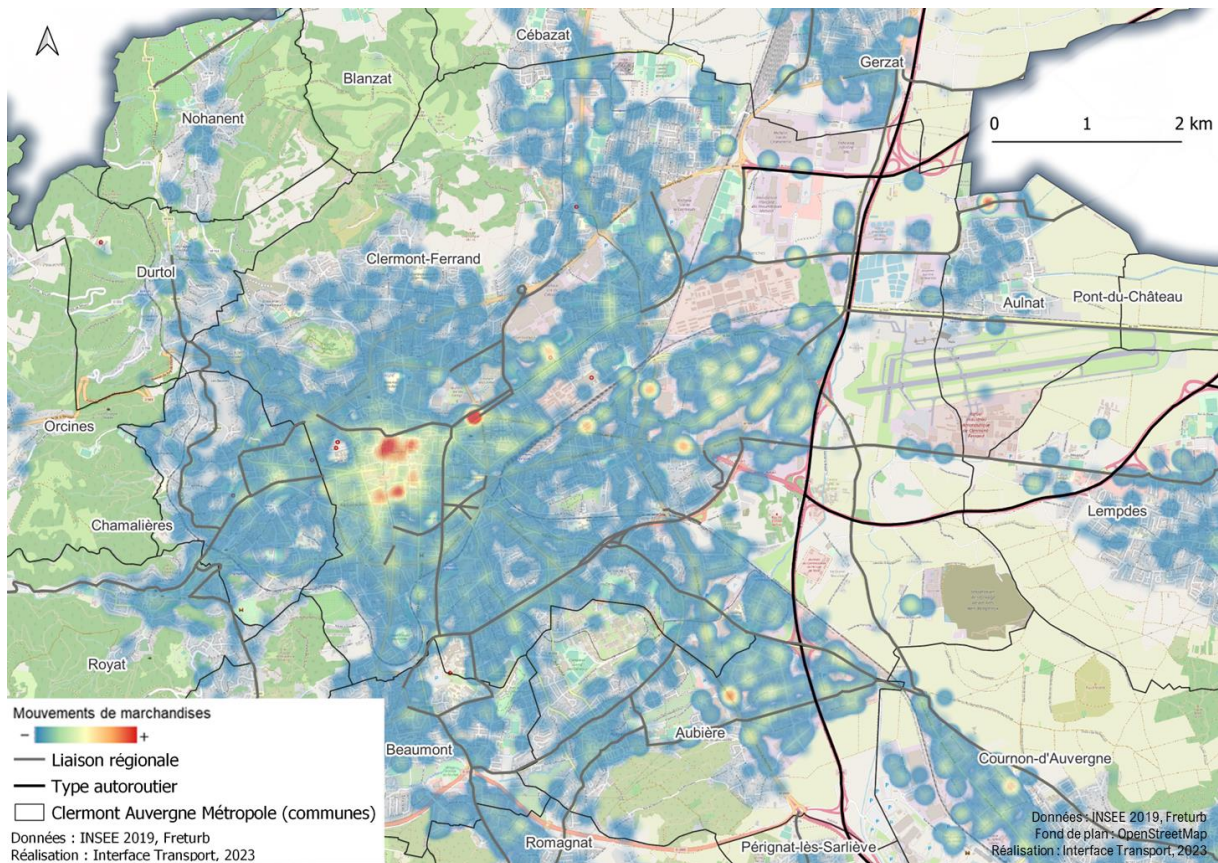 Cébazat
Gerzat
Blanzat
0 1 2 km
Nohanent
Clermont-Ferrand
Durtol
Aulnat
Pont-du-Château
Orcines
Lempdes
Chamalières
Royat
Mouvements de marchandises
- +
Liaison régionale
Type autoroutier
Clermont Auvergne Métropole (communes)
Données : INSEE 2019, Freturb
Réalisation : Interface Transport, 2023
Beaumont
Aubière
Cournon-d'Auvergne
Romagnat
Pérignat-lès-Sarliève
Données : INSEE 2019, Freturb
Fond de plan : OpenStreetMap
Réalisation : Interface Transport, 2023